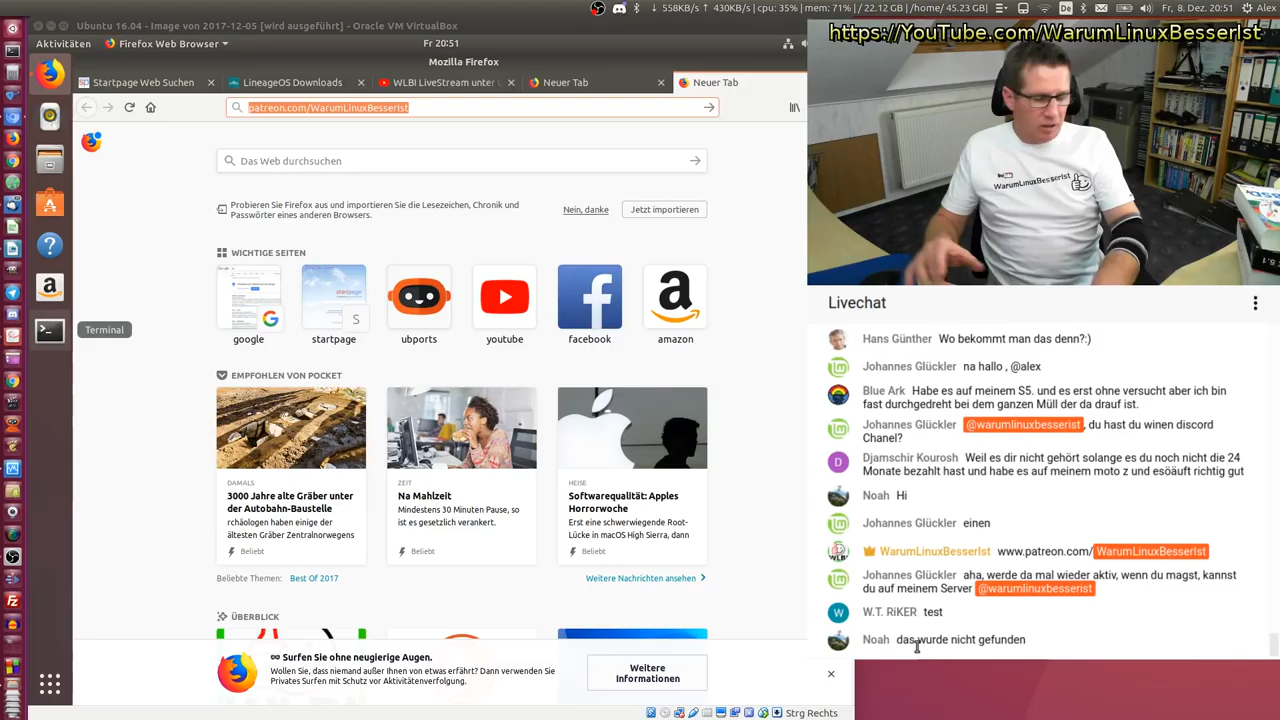 Ubuntu 16.04 - Image von 2017-12-05 [wird ausgeführt] - Oracle VM VirtualBox
558KB/s
430KB/s
cpu: 35%
mem: 71%
22.12 GB
home/45.23 GB
De
Fr, 8. Dez. 20:51
Alex
https://YouTube.com/WarumLinuxBesserIst
Aktivitäten
Firefox Web Browser
Fr 20:51
Mozilla Firefox
Startpage Web Suchen
LineageOS Downloads
WLBI LiveStream unter L
Neuer Tab
Neuer Tab
patreon.com/WarumLinuxBesserIst
Das Web durchsuchen
Probieren Sie Firefox aus und importieren Sie die Lesezeichen, Chronik und
Passwörter eines anderen Browsers.
Nein, danke
Jetzt importieren
WICHTIGE SEITEN
google
startpage
ubports
youtube
facebook
amazon
Terminal
EMPFOHLEN VON POCKET
DAMALS
3000 Jahre alte Gräber unter
der Autobahn-Baustelle
rchäologen haben einige der
ältesten Gräber Zentralnorwegens
Beliebt
ZEIT
Na Mahlzeit
Mindestens 30 Minuten Pause, so
ist es gesetzlich verankert.
Beliebt
HEISE
Softwarequalität: Apples
Horrorwoche
Erst eine schwerwiegende Root-
Lücke in macOS High Sierra, dann
Beliebt
Beliebte Themen:
Best Of 2017
Weitere Nachrichten ansehen
ÜBERBLICK
Surfen Sie ohne neugierige Augen.
Wollen Sie, dass niemand außer Ihnen von etwas erfährt? Dann verwenden Sie
Privates Surfen mit Schutz vor Aktivitätenverfolgung.
Weitere
Informationen
Strg Rechts
WarumLinuxBesserIst
Livechat
Hans Günther Wo bekommt man das denn?:)
Johannes Glückler na hallo , @alex
Blue Ark Habe es auf meinem S5. und es erst ohne versucht aber ich bin
fast durchgedreht bei dem ganzen Müll der da drauf ist.
Johannes Glückler @warumlinuxbesserist, du hast du winen discord
Chanel?
Djamschir Kourosh Weil es dir nicht gehört solange es du noch nicht die 24
Monate bezahlt hast und habe es auf meinem moto z und esöäuft richtig gut
Noah Hi
Johannes Glückler einen
WarumLinuxBesserIst www.patreon.com/WarumLinuxBesserIst
Johannes Glückler aha, werde da mal wieder aktiv, wenn du magst, kannst
du auf meinem Server @warumlinuxbesserist
W.T. RiKER test
Noah das wurde nicht gefunden